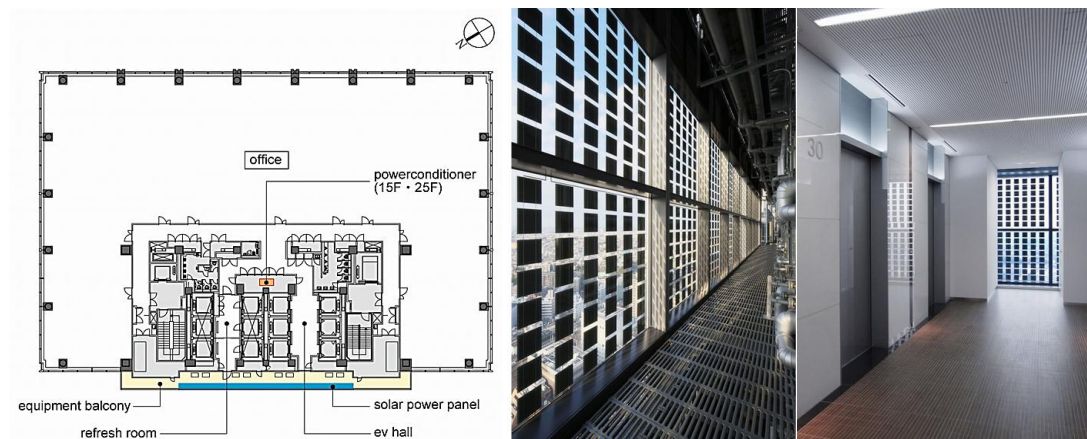 N
office
powerconditioner
(15F・25F)
equipment balcony
solar power panel
refresh room
ev hall
30